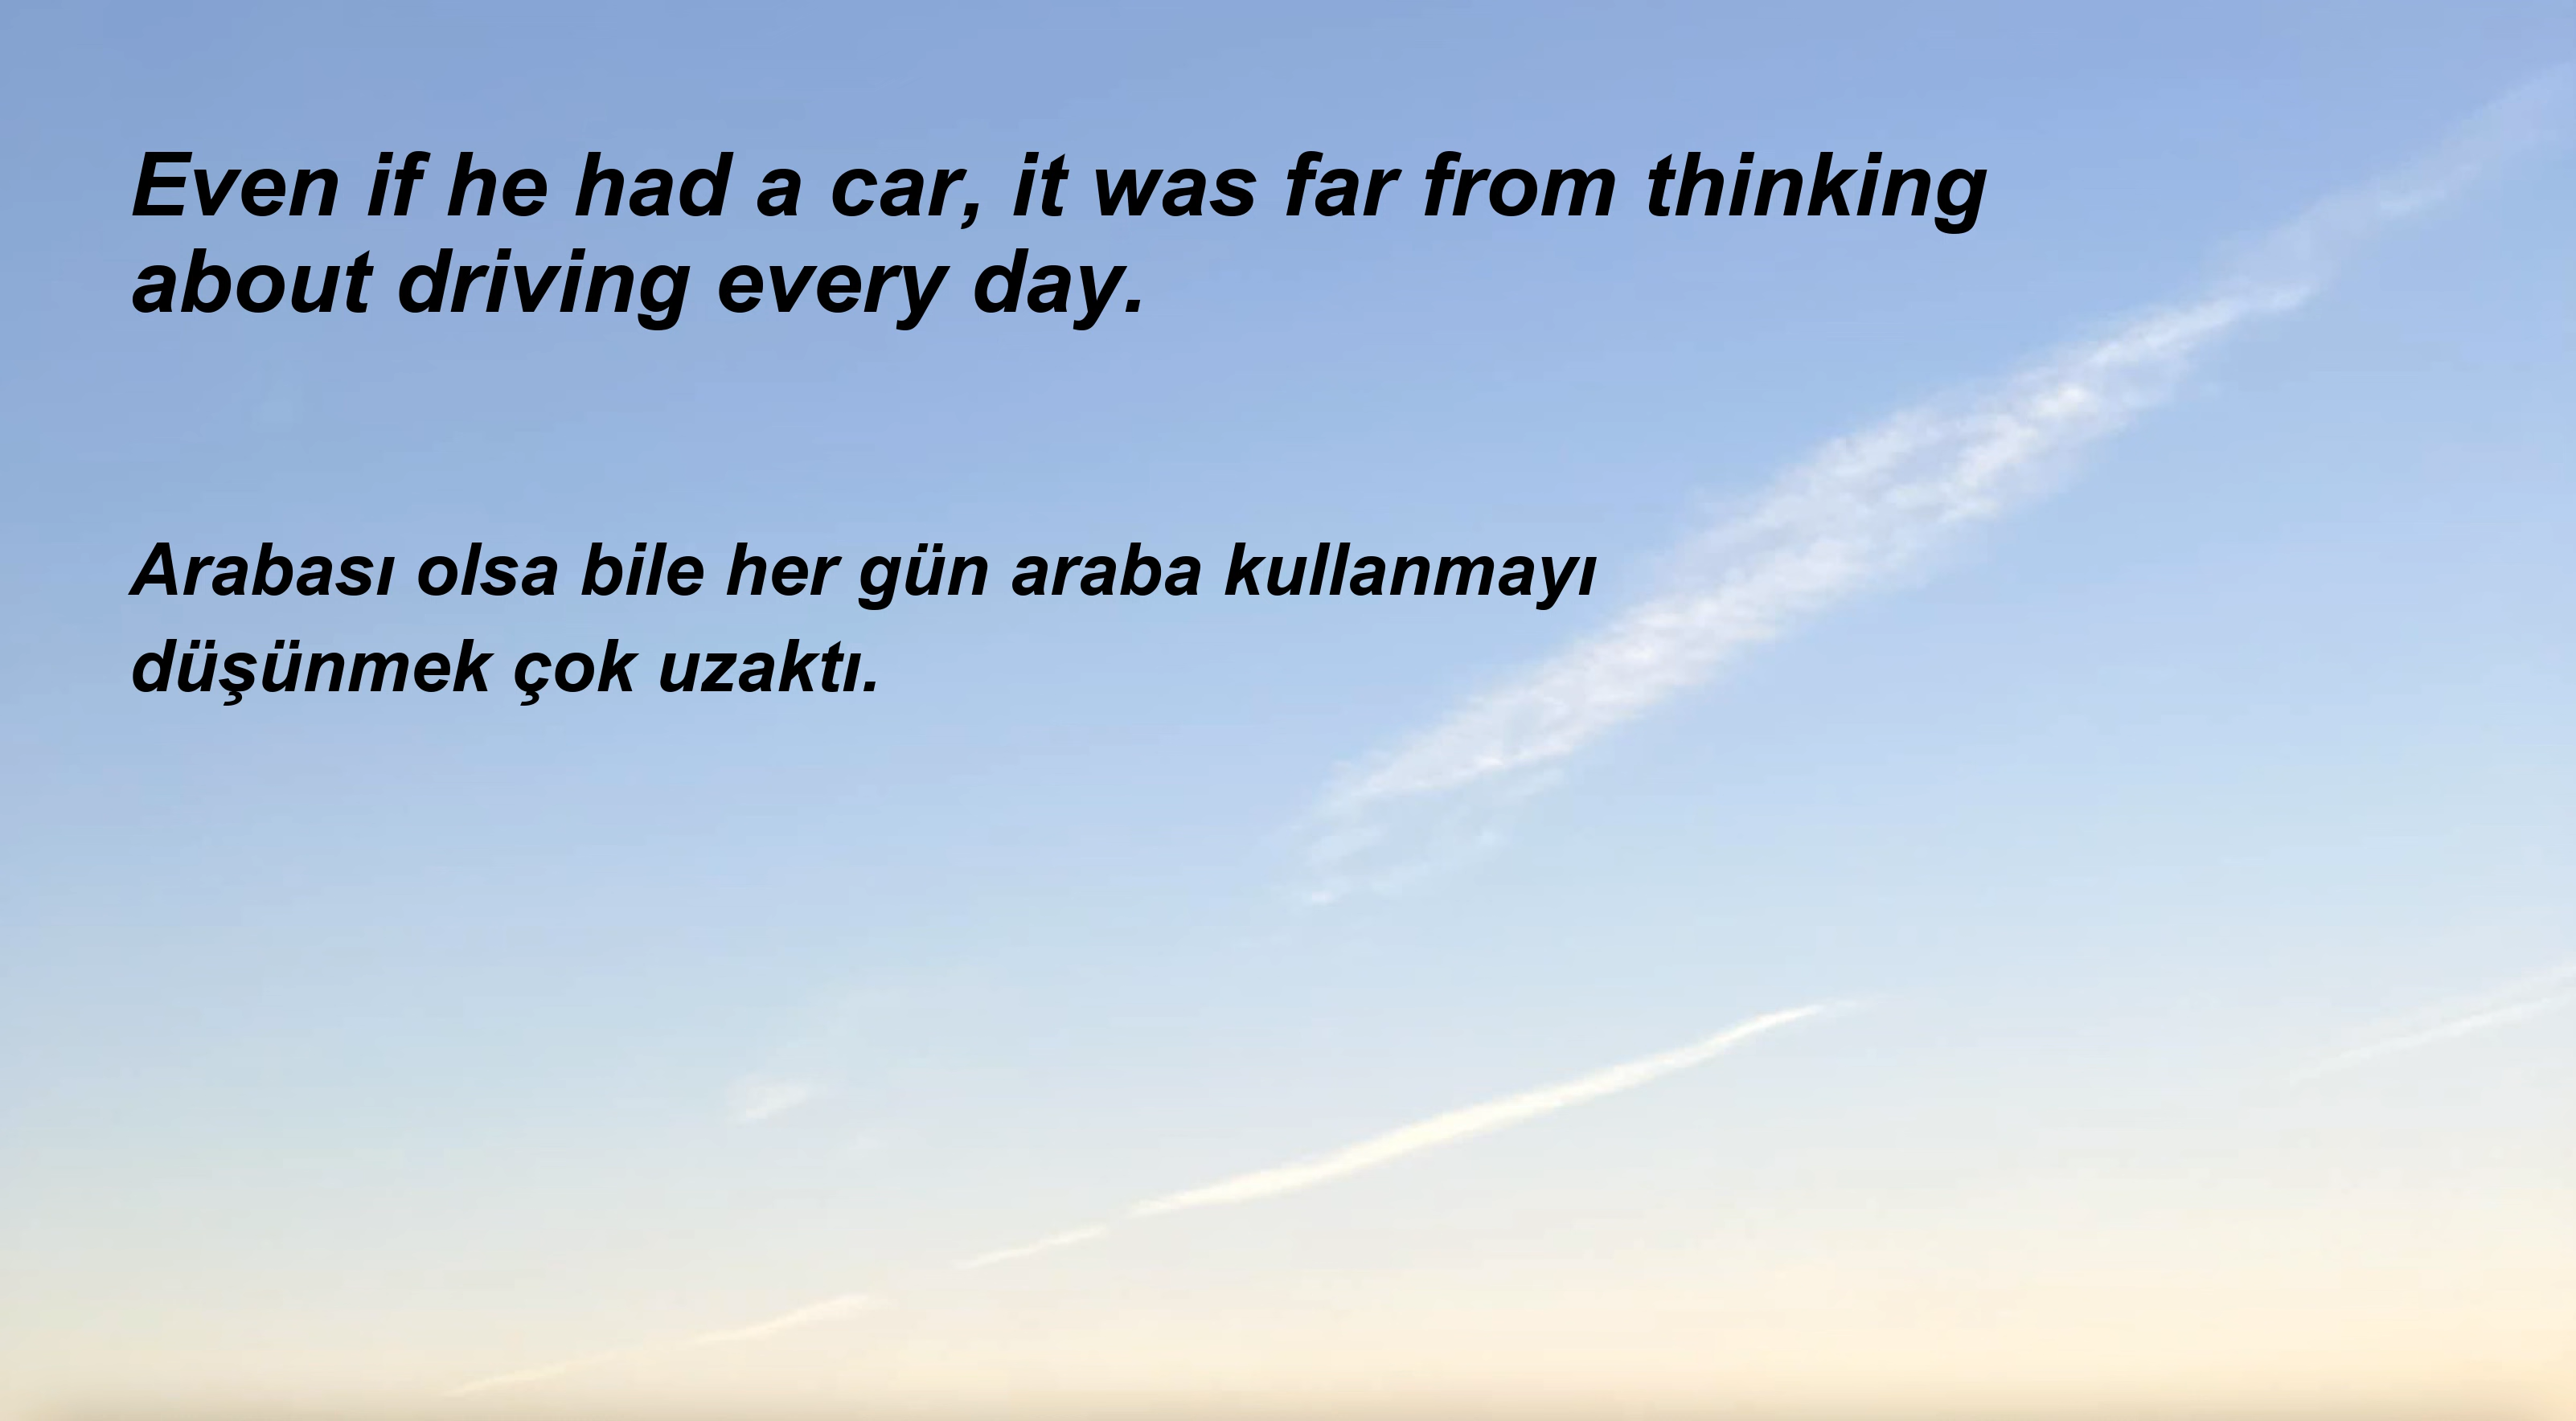 Even if he had a car, it was far from thinking
about driving every day.
Arabası olsa bile her gün araba kullanmayı
düşünmek çok uzaktı.